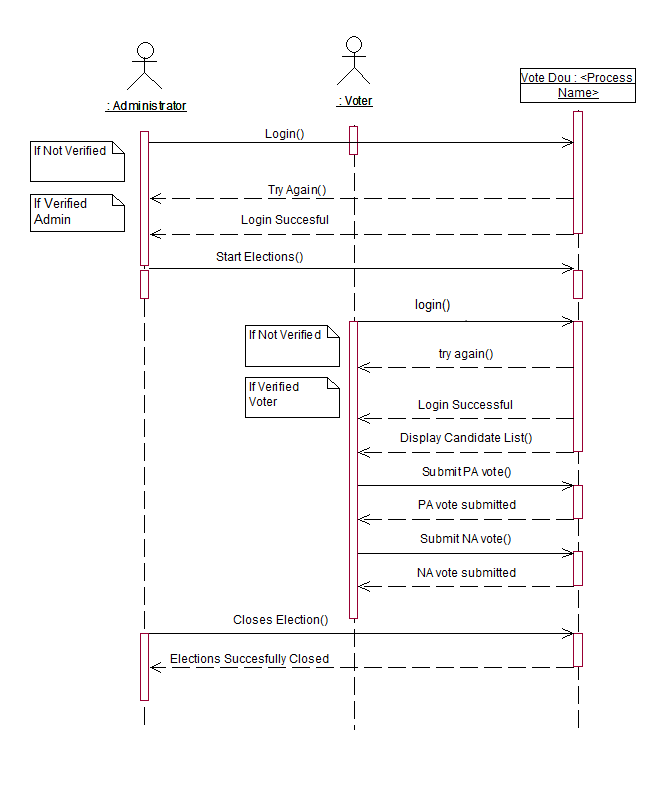 : Administrator
: Voter
Vote Dou : <Process
Name>
Login()
If Not Verified
Try Again()
If Verified
Admin
Login Succesful
Start Elections()
login()
If Not Verified
try again()
If Verified
Voter
Login Successful
Display Candidate List()
Submit PA vote()
PA vote submitted
Submit NA vote()
NA vote submitted
Closes Election()
Elections Succesfully Closed